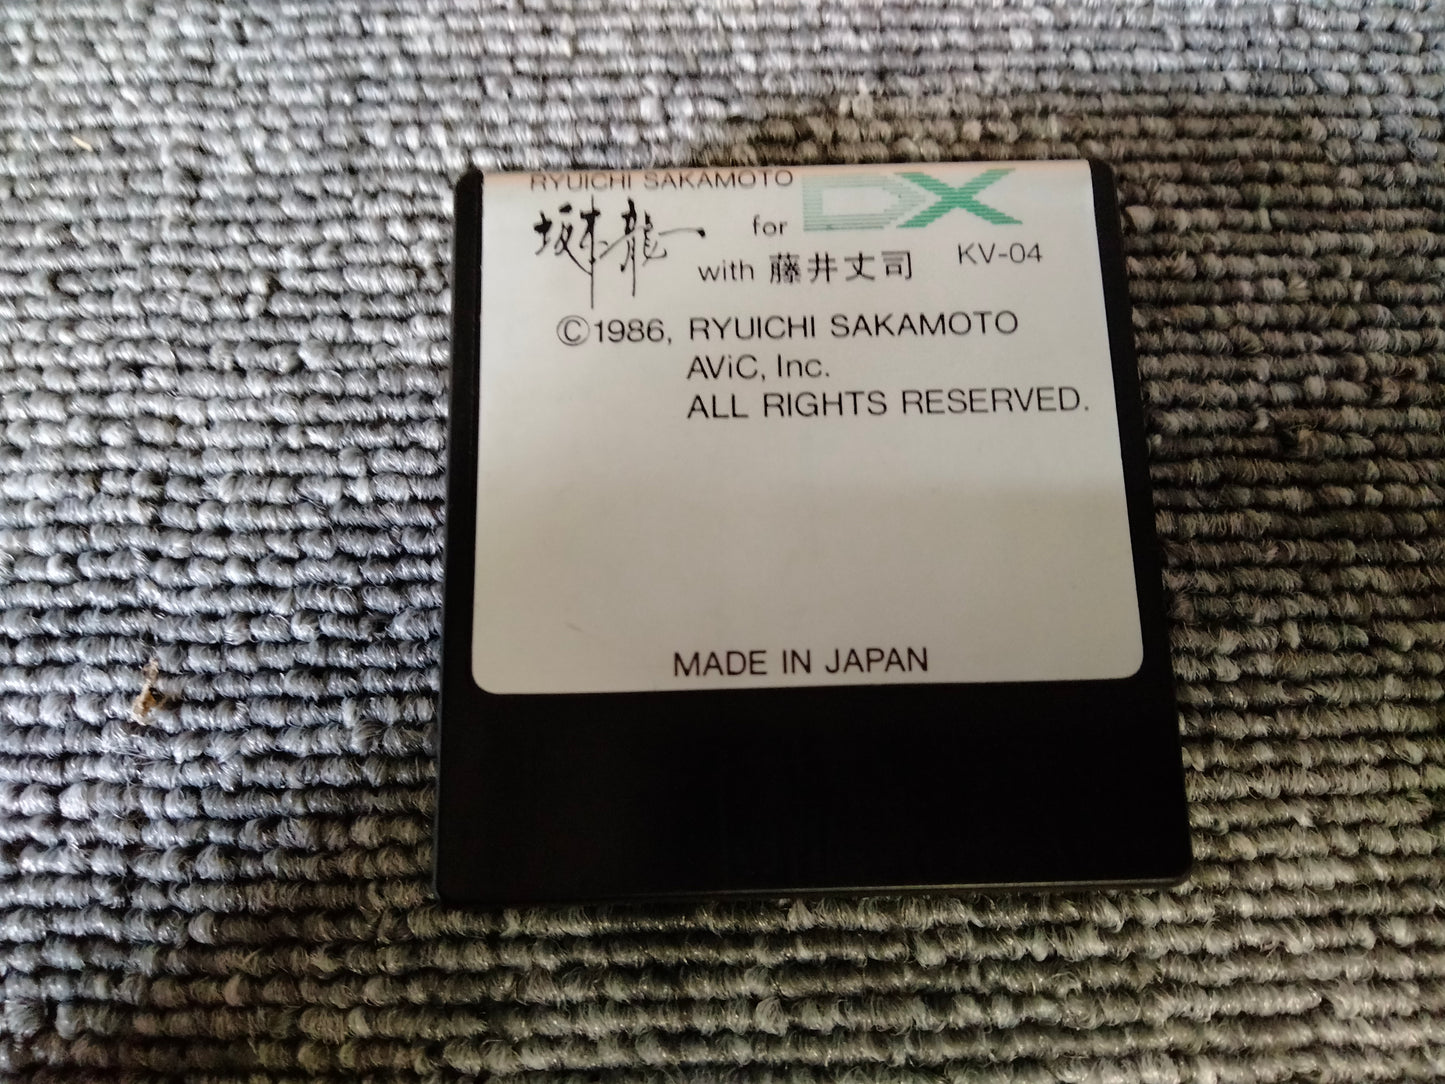 RYUICHI SAKAMOTO
坂本龍一 for DX
with 藤井丈司 KV-04
©1986, RYUICHI SAKAMOTO
AViC, Inc.
ALL RIGHTS RESERVED.
MADE IN JAPAN